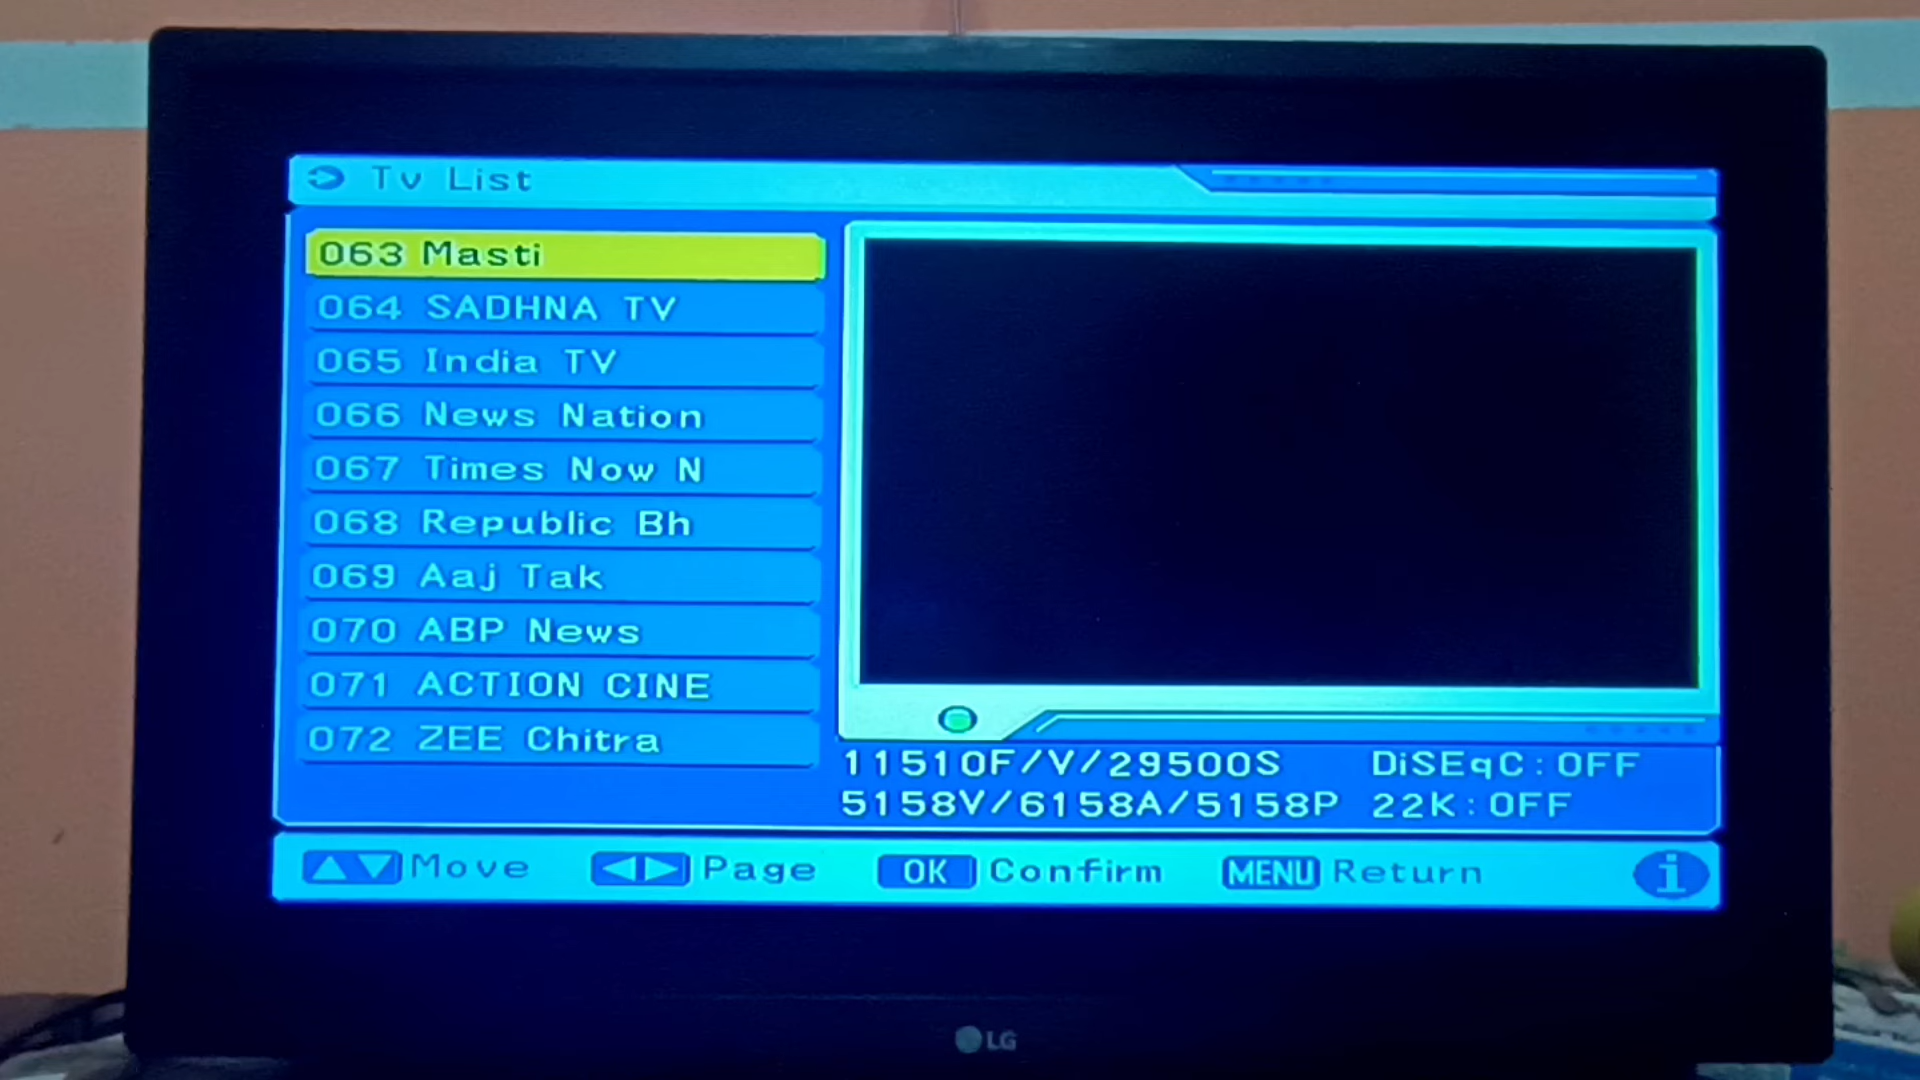 Tv List
063 Masti
064 SADHNA TV
065 India TV
066 News Nation
067 Times Now N
068 Republic Bh
069 Aaj Tak
070 ABP News
071 ACTION CINE
072 ZEE Chitra
11510F/V/29500S DiSEqC:OFF
5158V/6158A/5158P 22K:OFF
Move Page OK Confirm MENU Return i
LG